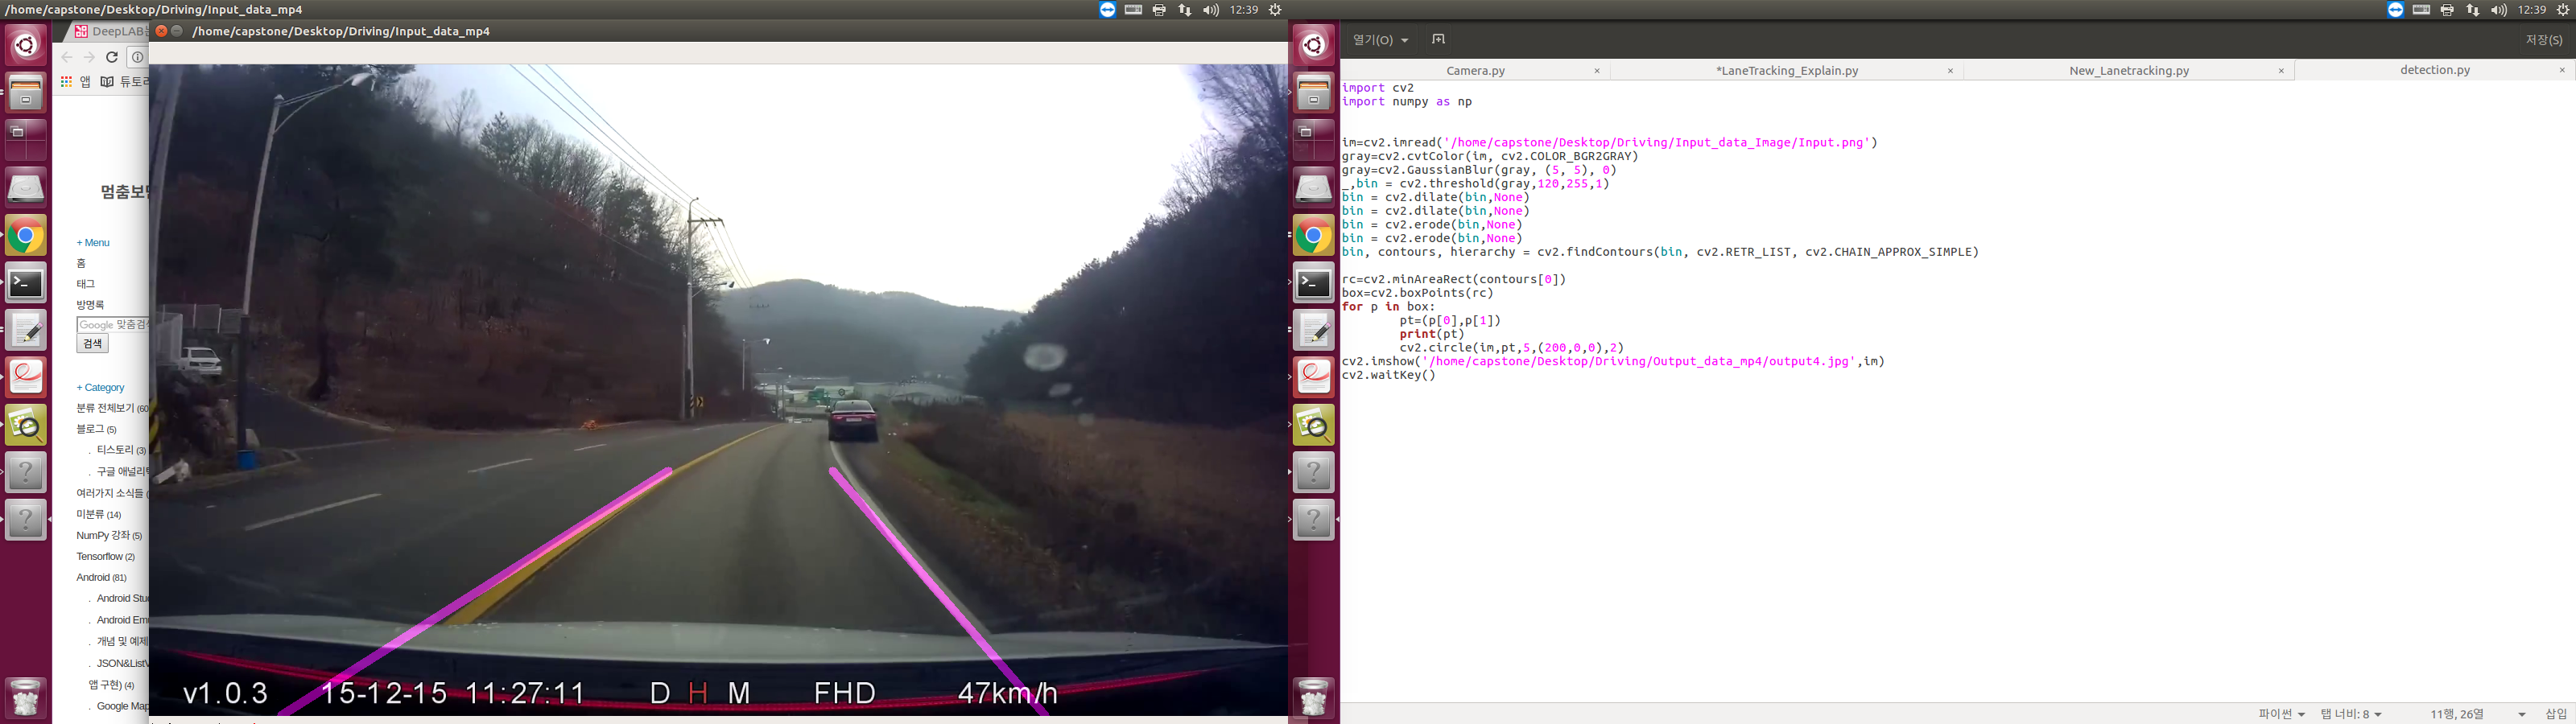 /home/capstone/Desktop/Driving/Input_data_mp4
12:39
12:39
DeepLAB
/home/capstone/Desktop/Driving/Input_data_mp4
앱 튜토리
멈춤보
+ Menu
홈
태그
방명록
Google 맞춤검색
검색
+ Category
분류 전체보기 (60
블로그 (5)
. 티스토리 (3)
. 구글 애널리틱
여러가지 소식들 (
미분류 (14)
NumPy 강좌 (5)
Tensorflow (2)
Android (81)
. Android Stu
. Android Em
. 개념 및 예제
. JSON&List
앱 구현) (4)
. Google Map
v1.0.3 15-12-15 11:27:11 D H M FHD 47km/h
열기(O)
저장(S)
Camera.py
*LaneTracking_Explain.py
New_Lanetracking.py
detection.py
import cv2
import numpy as np
im=cv2.imread('/home/capstone/Desktop/Driving/Input_data_Image/Input.png')
gray=cv2.cvtColor(im, cv2.COLOR_BGR2GRAY)
gray=cv2.GaussianBlur(gray, (5, 5), 0)
_,bin = cv2.threshold(gray,120,255,1)
bin = cv2.dilate(bin,None)
bin = cv2.dilate(bin,None)
bin = cv2.erode(bin,None)
bin = cv2.erode(bin,None)
bin, contours, hierarchy = cv2.findContours(bin, cv2.RETR_LIST, cv2.CHAIN_APPROX_SIMPLE)
rc=cv2.minAreaRect(contours[0])
box=cv2.boxPoints(rc)
for p in box:
pt=(p[0],p[1])
print(pt)
cv2.circle(im,pt,5,(200,0,0),2)
cv2.imshow('/home/capstone/Desktop/Driving/Output_data_mp4/output4.jpg',im)
cv2.waitKey()
파이썬 탭 너비: 8 11행, 26열 삽입